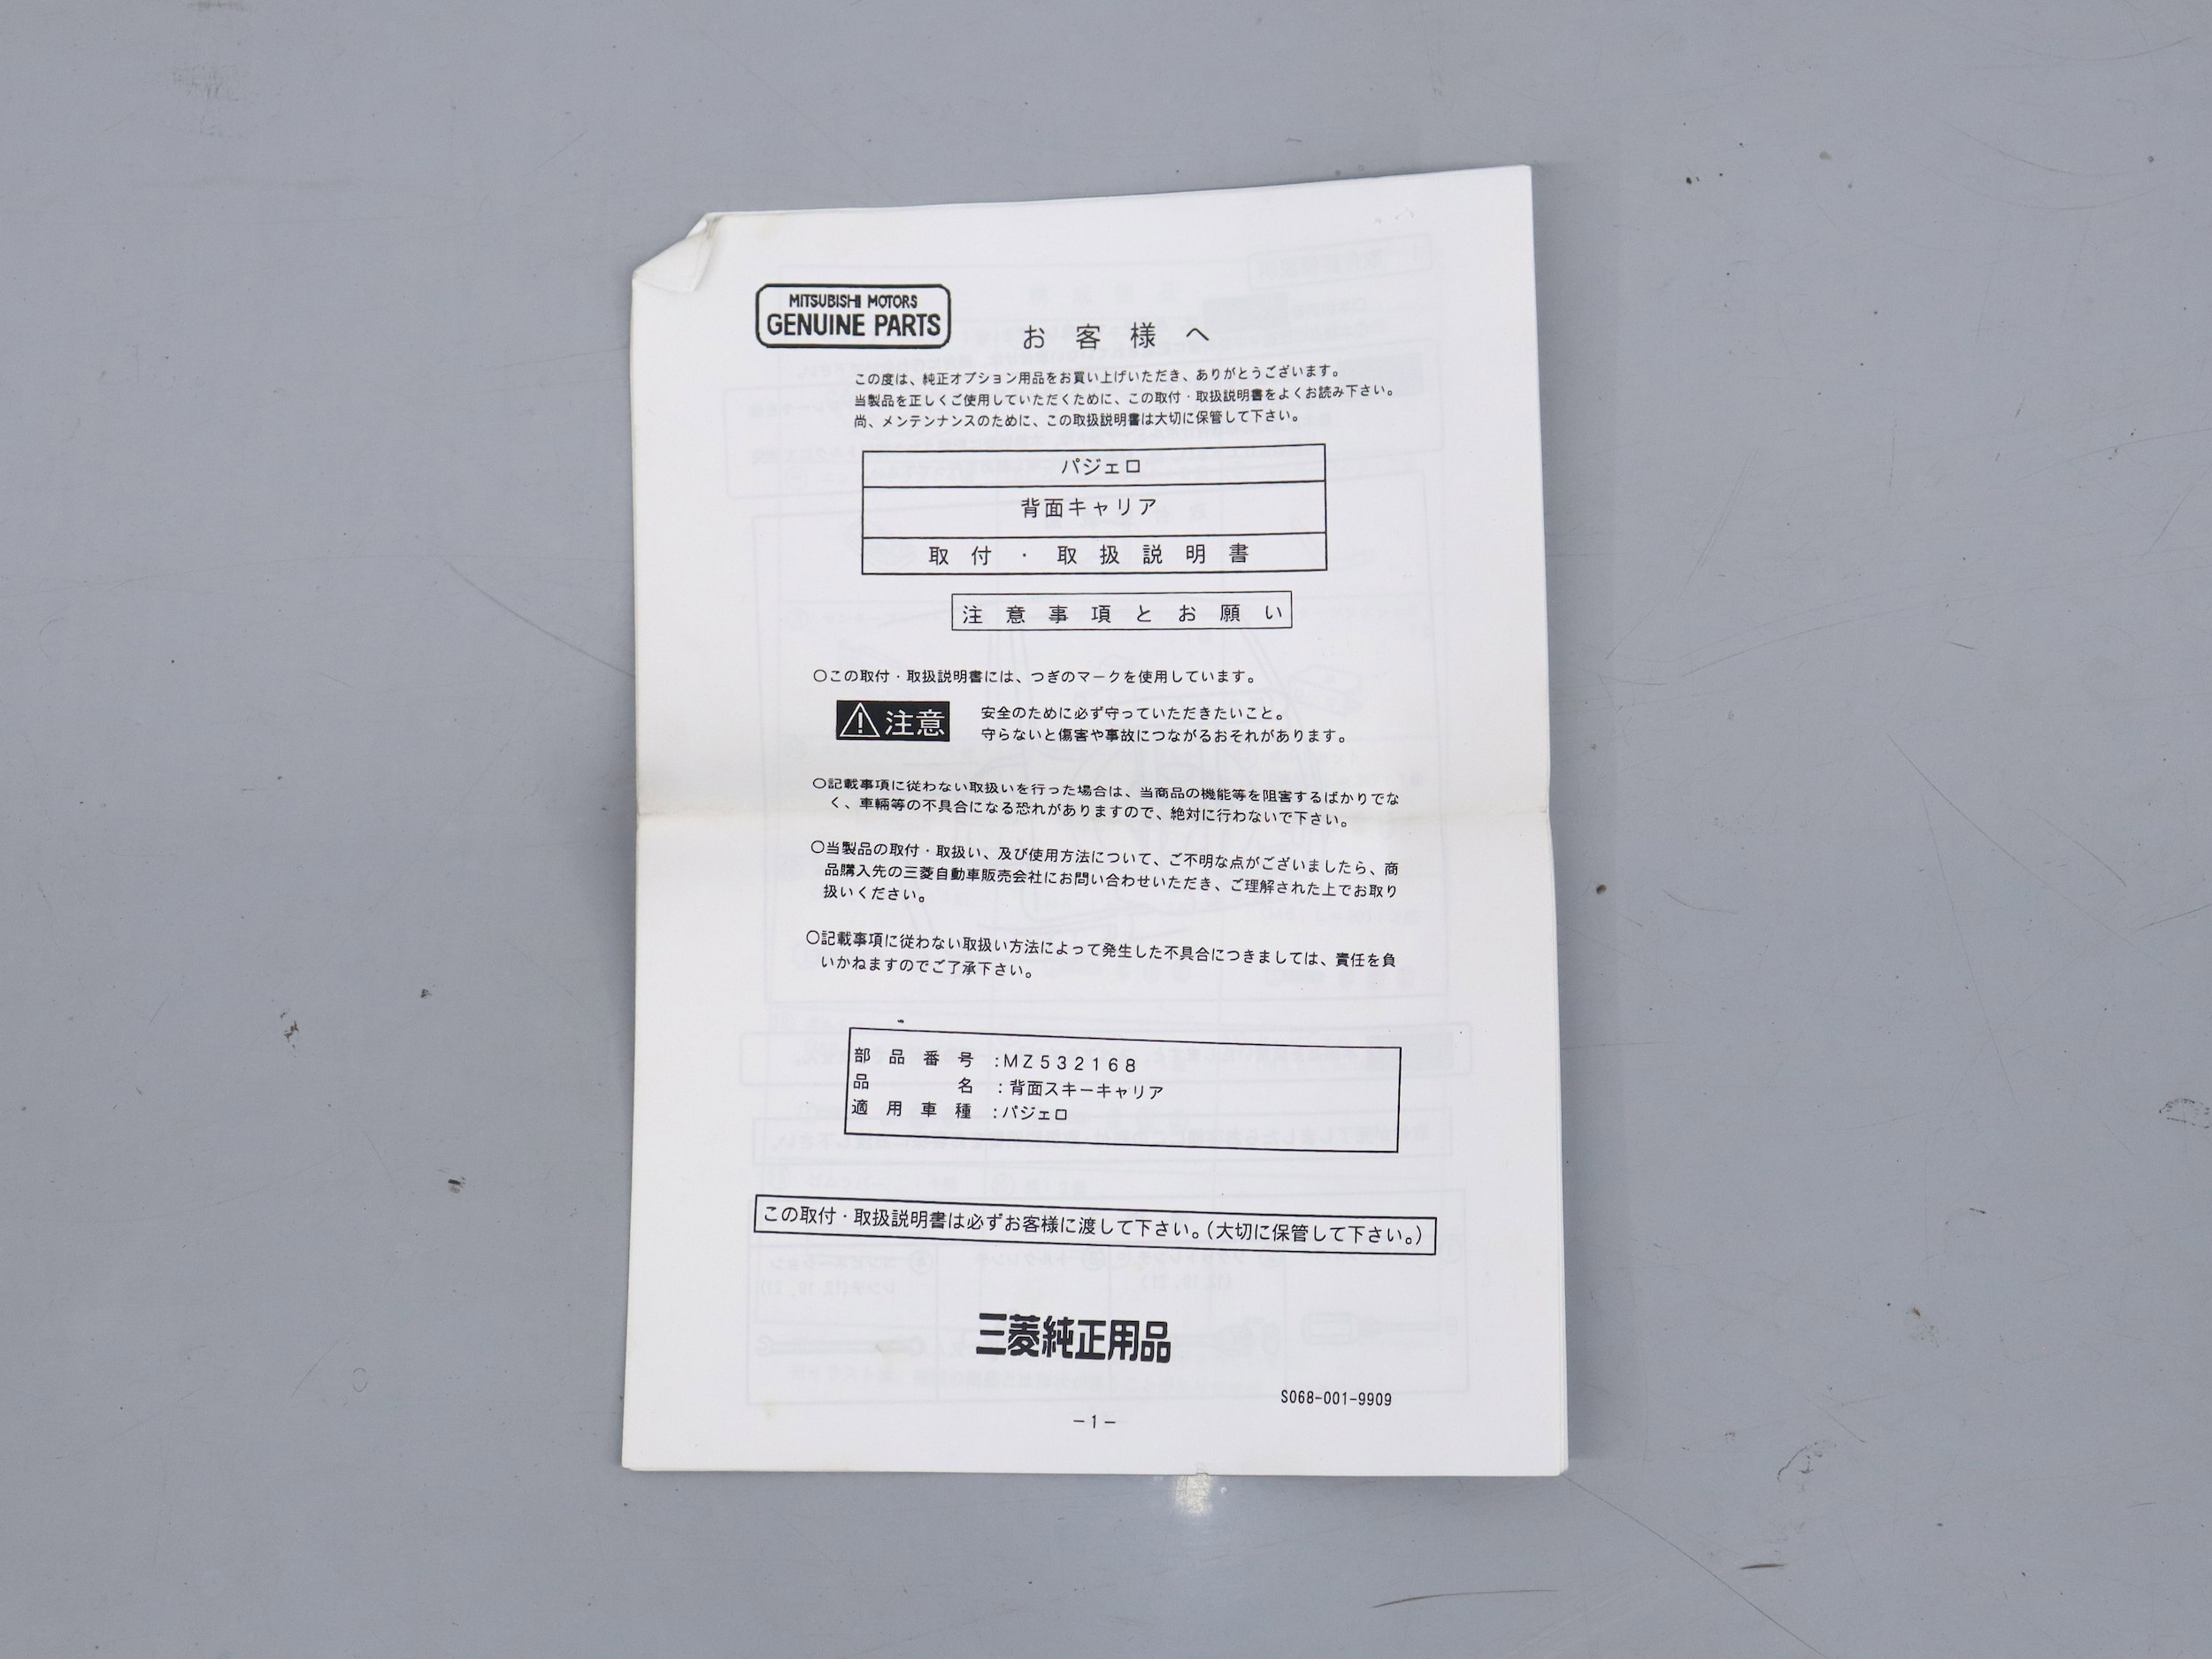 MITSUBISHI MOTORS
GENUINE PARTS
お客様へ
この度は、純正オプション用品をお買い上げいただき、ありがとうございます。
当製品を正しくご使用していただくために、この取付・取扱説明書をよくお読み下さい。
尚、メンテンナンスのために、この取扱説明書は大切に保管して下さい。
パジェロ
背面キャリア
取付・取扱説明書
注意事項とお願い
○この取付・取扱説明書には、つぎのマークを使用しています。
⚠注意
安全のために必ず守っていただきたいこと。
守らないと傷害や事故につながるおそれがあります。
○記載事項に従わない取扱いを行った場合は、当商品の機能等を阻害するばかりでな
く、車輛等の不具合になる恐れがありますので、絶対に行わないで下さい。
○当製品の取付・取扱い、及び使用方法について、ご不明な点がございましたら、商
品購入先の三菱自動車販売会社にお問い合わせいただき、ご理解された上でお取り
扱いください。
○記載事項に従わない取扱い方法によって発生した不具合につきましては、責任を負
いかねますのでご了承下さい。
部品番号:MZ532168
品名:背面スキーキャリア
適用車種:パジェロ
この取付・取扱説明書は必ずお客様に渡して下さい。(大切に保管して下さい。)
三菱純正用品
S068-001-9909
-1-